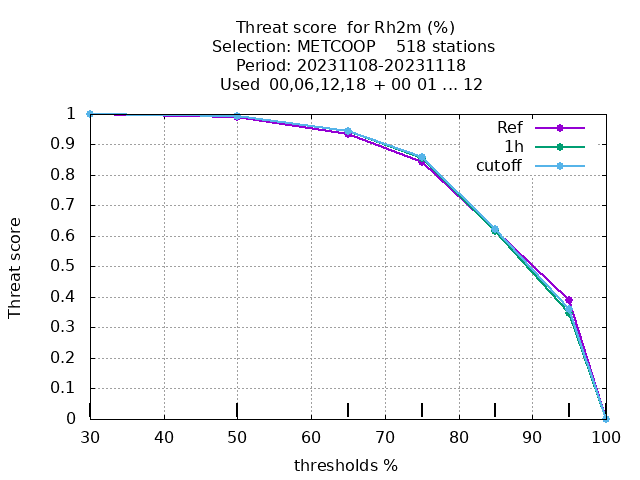 Threat score for Rh2m (%)
Selection: METCOOP 518 stations
Period: 20231108-20231118
Used 00,06,12,18 + 00 01 ... 12
Ref
1h
cutoff
Threat score
1
0.9
0.8
0.7
0.6
0.5
0.4
0.3
0.2
0.1
0
30 40 50 60 70 80 90 100
thresholds %